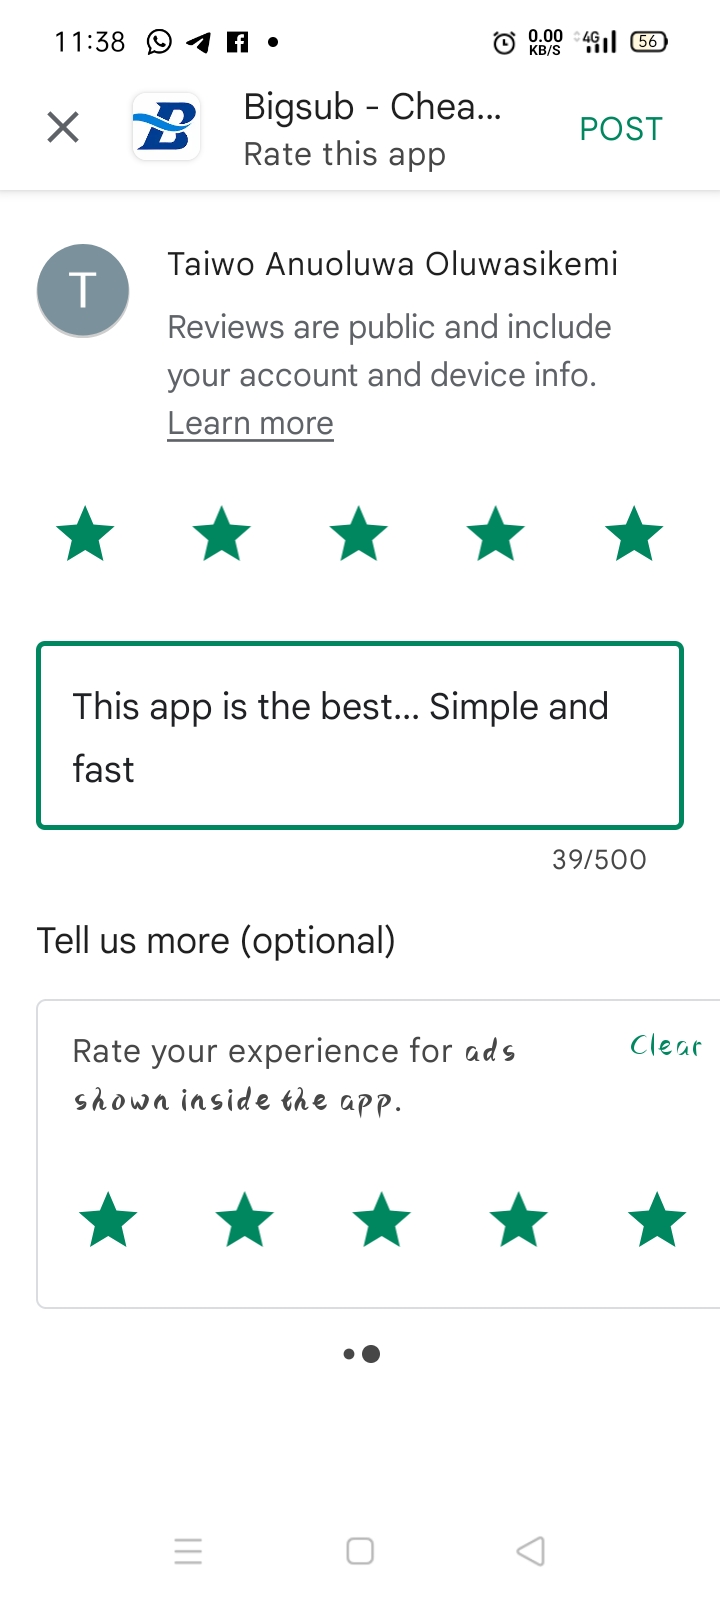 11:38 0.00 KB/S 4G 56
Bigsub - Chea...
Rate this app
POST
T
Taiwo Anuoluwa Oluwasikemi
Reviews are public and include
your account and device info.
Learn more
This app is the best... Simple and
fast
39/500
Tell us more (optional)
Rate your experience for ads
shown inside the app.
Clear